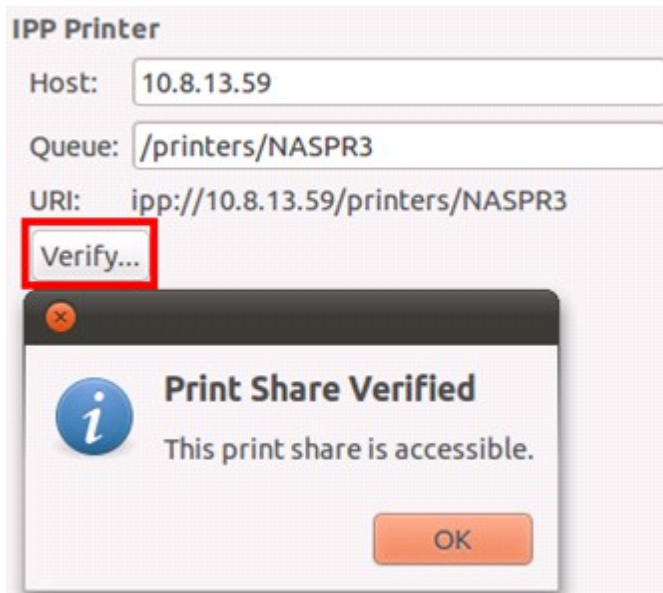 IPP Printer
Host: 10.8.13.59
Queue: /printers/NASPR3
URI: ipp://10.8.13.59/printers/NASPR3
Verify...
Print Share Verified
This print share is accessible.
OK